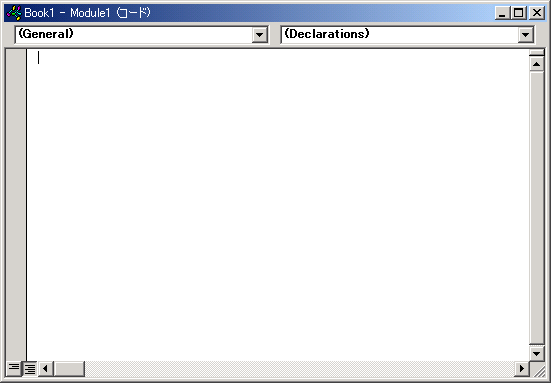 Book1 - Module1 (コード)
(General)
(Declarations)